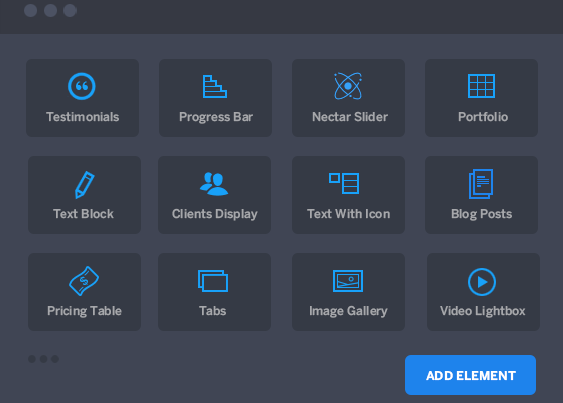 Testimonials
Progress Bar
Nectar Slider
Portfolio
Text Block
Clients Display
Text With Icon
Blog Posts
Pricing Table
Tabs
Image Gallery
Video Lightbox
ADD ELEMENT